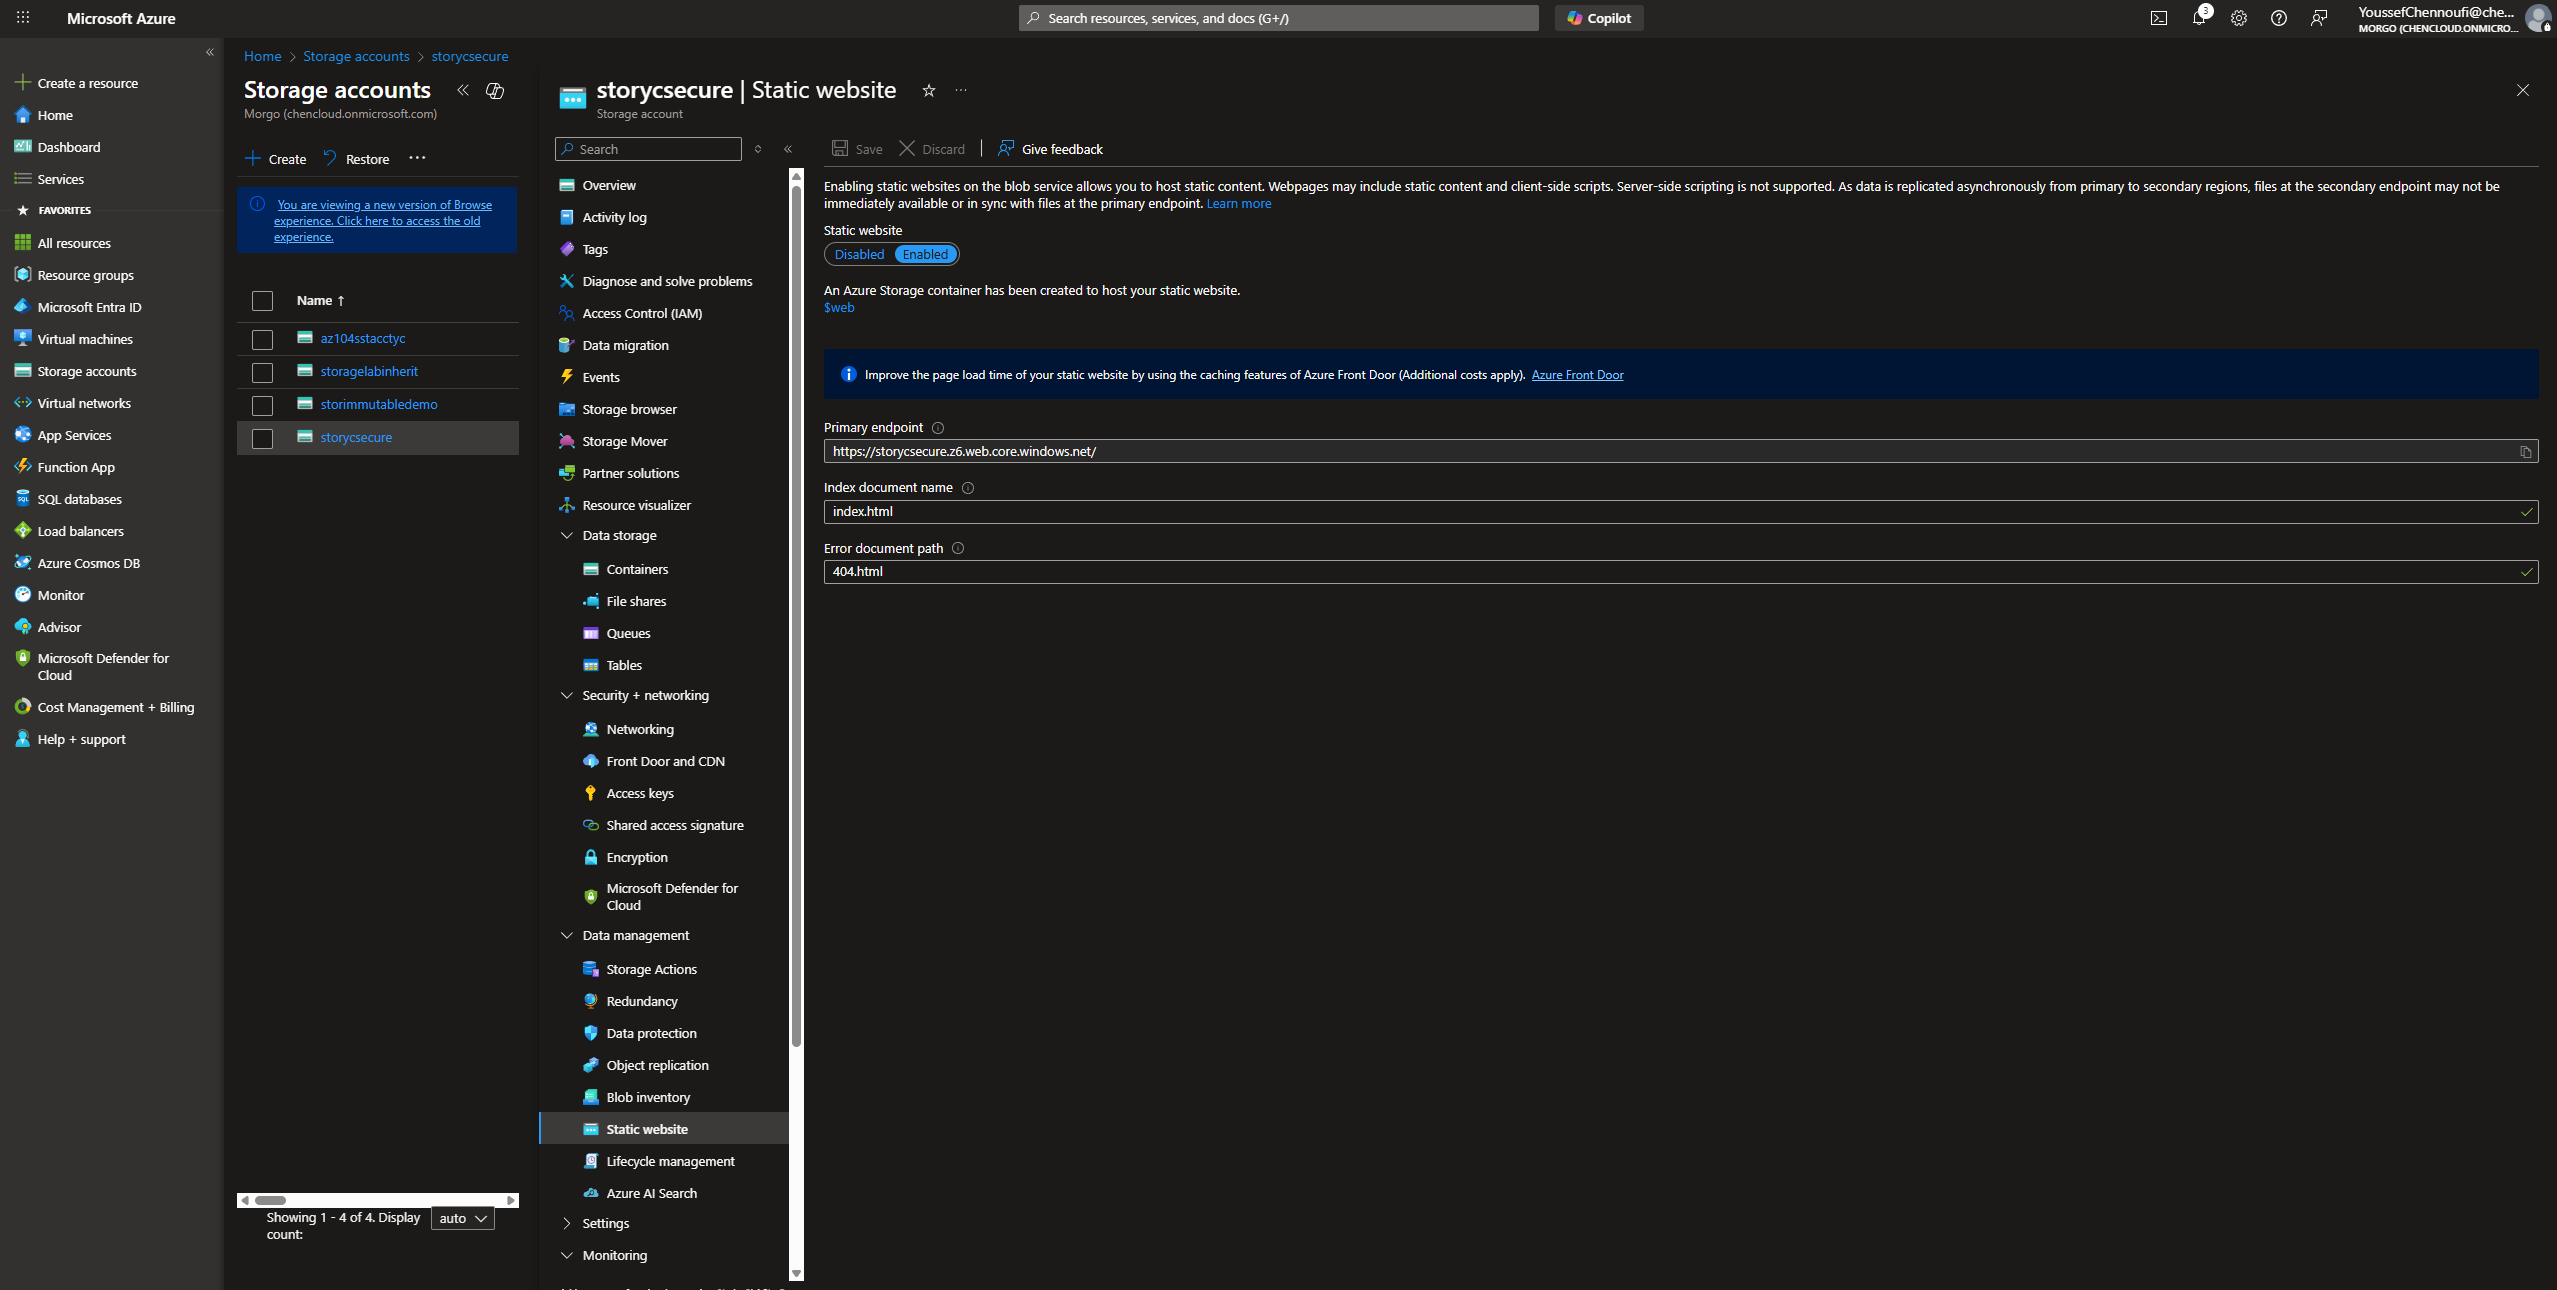 Microsoft Azure
Search resources, services, and docs (G+/)
Copilot
3
YoussefChennoufi@che...
MORGO (CHENCLOUD.ONMICRO...
Create a resource
Home
Dashboard
Services
FAVORITES
All resources
Resource groups
Microsoft Entra ID
Virtual machines
Storage accounts
Virtual networks
App Services
Function App
SQL databases
Load balancers
Azure Cosmos DB
Monitor
Advisor
Microsoft Defender for
Cloud
Cost Management + Billing
Help + support
Home > Storage accounts > storycsecure
Storage accounts
Morgo (chencloud.onmicrosoft.com)
Create
Restore
You are viewing a new version of Browse
experience. Click here to access the old
experience.
Name ↑
az104sstacctyc
storagelabinherit
storimmutabledemo
storycsecure
Showing 1 - 4 of 4. Display
count:
auto
storycsecure | Static website
Storage account
Search
Overview
Activity log
Tags
Diagnose and solve problems
Access Control (IAM)
Data migration
Events
Storage browser
Storage Mover
Partner solutions
Resource visualizer
Data storage
Containers
File shares
Queues
Tables
Security + networking
Networking
Front Door and CDN
Access keys
Shared access signature
Encryption
Microsoft Defender for
Cloud
Data management
Storage Actions
Redundancy
Data protection
Object replication
Blob inventory
Static website
Lifecycle management
Azure AI Search
Settings
Monitoring
Save
Discard
Give feedback
Enabling static websites on the blob service allows you to host static content. Webpages may include static content and client-side scripts. Server-side scripting is not supported. As data is replicated asynchronously from primary to secondary regions, files at the secondary endpoint may not be
immediately available or in sync with files at the primary endpoint. Learn more
Static website
Disabled Enabled
An Azure Storage container has been created to host your static website.
$web
Improve the page load time of your static website by using the caching features of Azure Front Door (Additional costs apply). Azure Front Door
Primary endpoint
https://storycsecure.z6.web.core.windows.net/
Index document name
index.html
Error document path
404.html